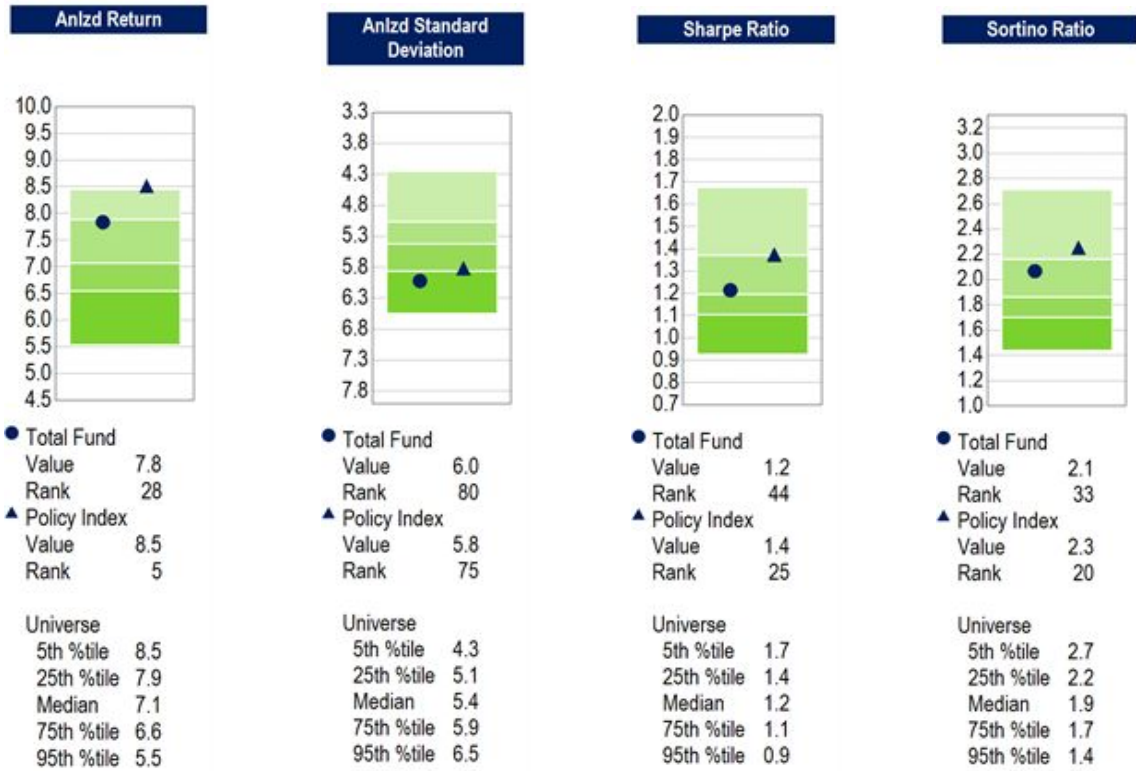 Anlzd Return
10.0
9.5
9.0
8.5
8.0
7.5
7.0
6.5
6.0
5.5
5.0
4.5
Total Fund
Value 7.8
Rank 28
Policy Index
Value 8.5
Rank 5
Universe
5th %tile 8.5
25th %tile 7.9
Median 7.1
75th %tile 6.6
95th %tile 5.5
Anlzd Standard
Deviation
3.3
3.8
4.3
4.8
5.3
5.8
6.3
6.8
7.3
7.8
Total Fund
Value 6.0
Rank 80
Policy Index
Value 5.8
Rank 75
Universe
5th %tile 4.3
25th %tile 5.1
Median 5.4
75th %tile 5.9
95th %tile 6.5
Sharpe Ratio
2.0
1.9
1.8
1.7
1.6
1.5
1.4
1.3
1.2
1.1
1.0
0.9
0.8
0.7
Total Fund
Value 1.2
Rank 44
Policy Index
Value 1.4
Rank 25
Universe
5th %tile 1.7
25th %tile 1.4
Median 1.2
75th %tile 1.1
95th %tile 0.9
Sortino Ratio
3.2
3.0
2.8
2.6
2.4
2.2
2.0
1.8
1.6
1.4
1.2
1.0
Total Fund
Value 2.1
Rank 33
Policy Index
Value 2.3
Rank 20
Universe
5th %tile 2.7
25th %tile 2.2
Median 1.9
75th %tile 1.7
95th %tile 1.4